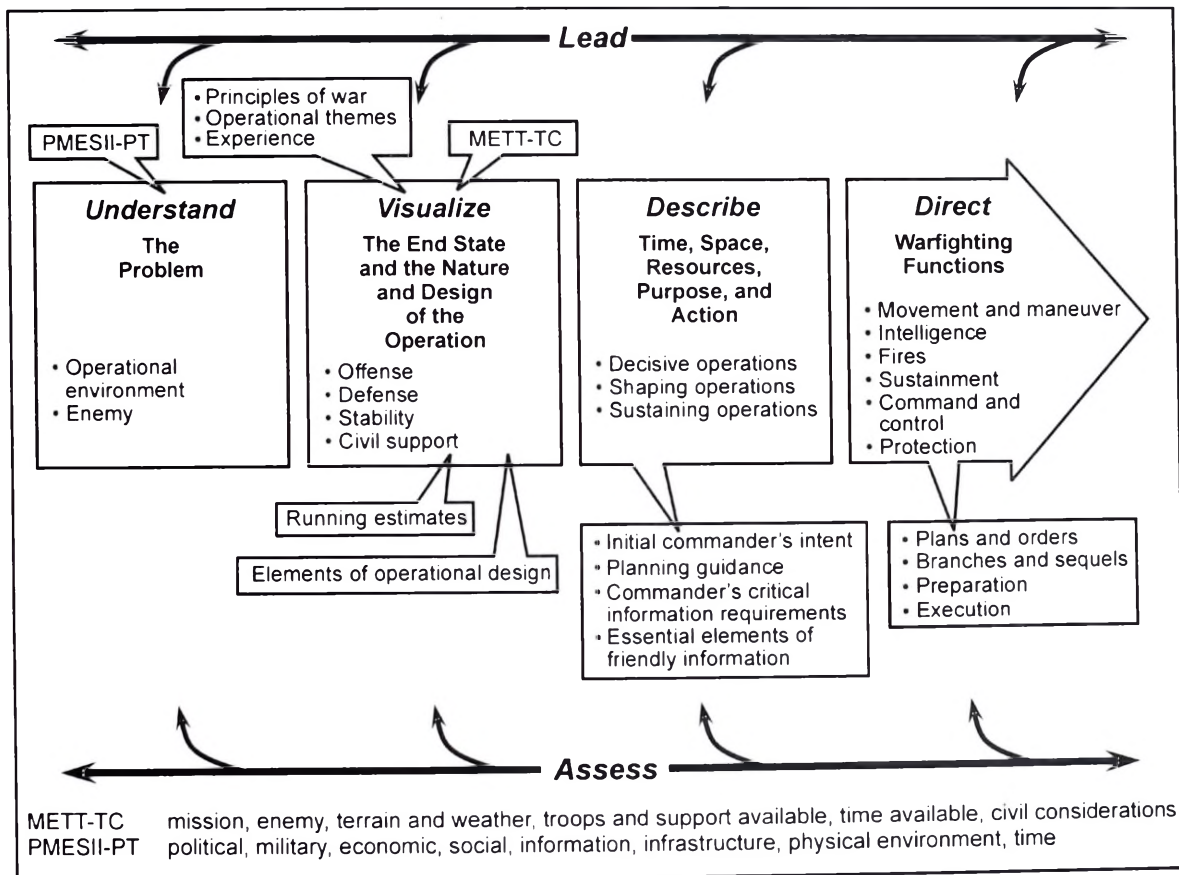 Lead
• Principles of war
• Operational themes
• Experience
PMESII-PT
METT-TC
Understand
The
Problem
• Operational
environment
• Enemy
Visualize
The End State
and the Nature
and Design
of the
Operation
• Offense
• Defense
• Stability
• Civil support
Describe
Time, Space,
Resources,
Purpose, and
Action
• Decisive operations
• Shaping operations
• Sustaining operations
Direct
Warfighting
Functions
• Movement and maneuver
• Intelligence
• Fires
• Sustainment
• Command and
control
• Protection
Running estimates
Elements of operational design
• Initial commander's intent
• Planning guidance
• Commander's critical
information requirements
• Essential elements of
friendly information
• Plans and orders
• Branches and sequels
• Preparation
• Execution
Assess
METT-TC mission, enemy, terrain and weather, troops and support available, time available, civil considerations
PMESII-PT political, military, economic, social, information, infrastructure, physical environment, time